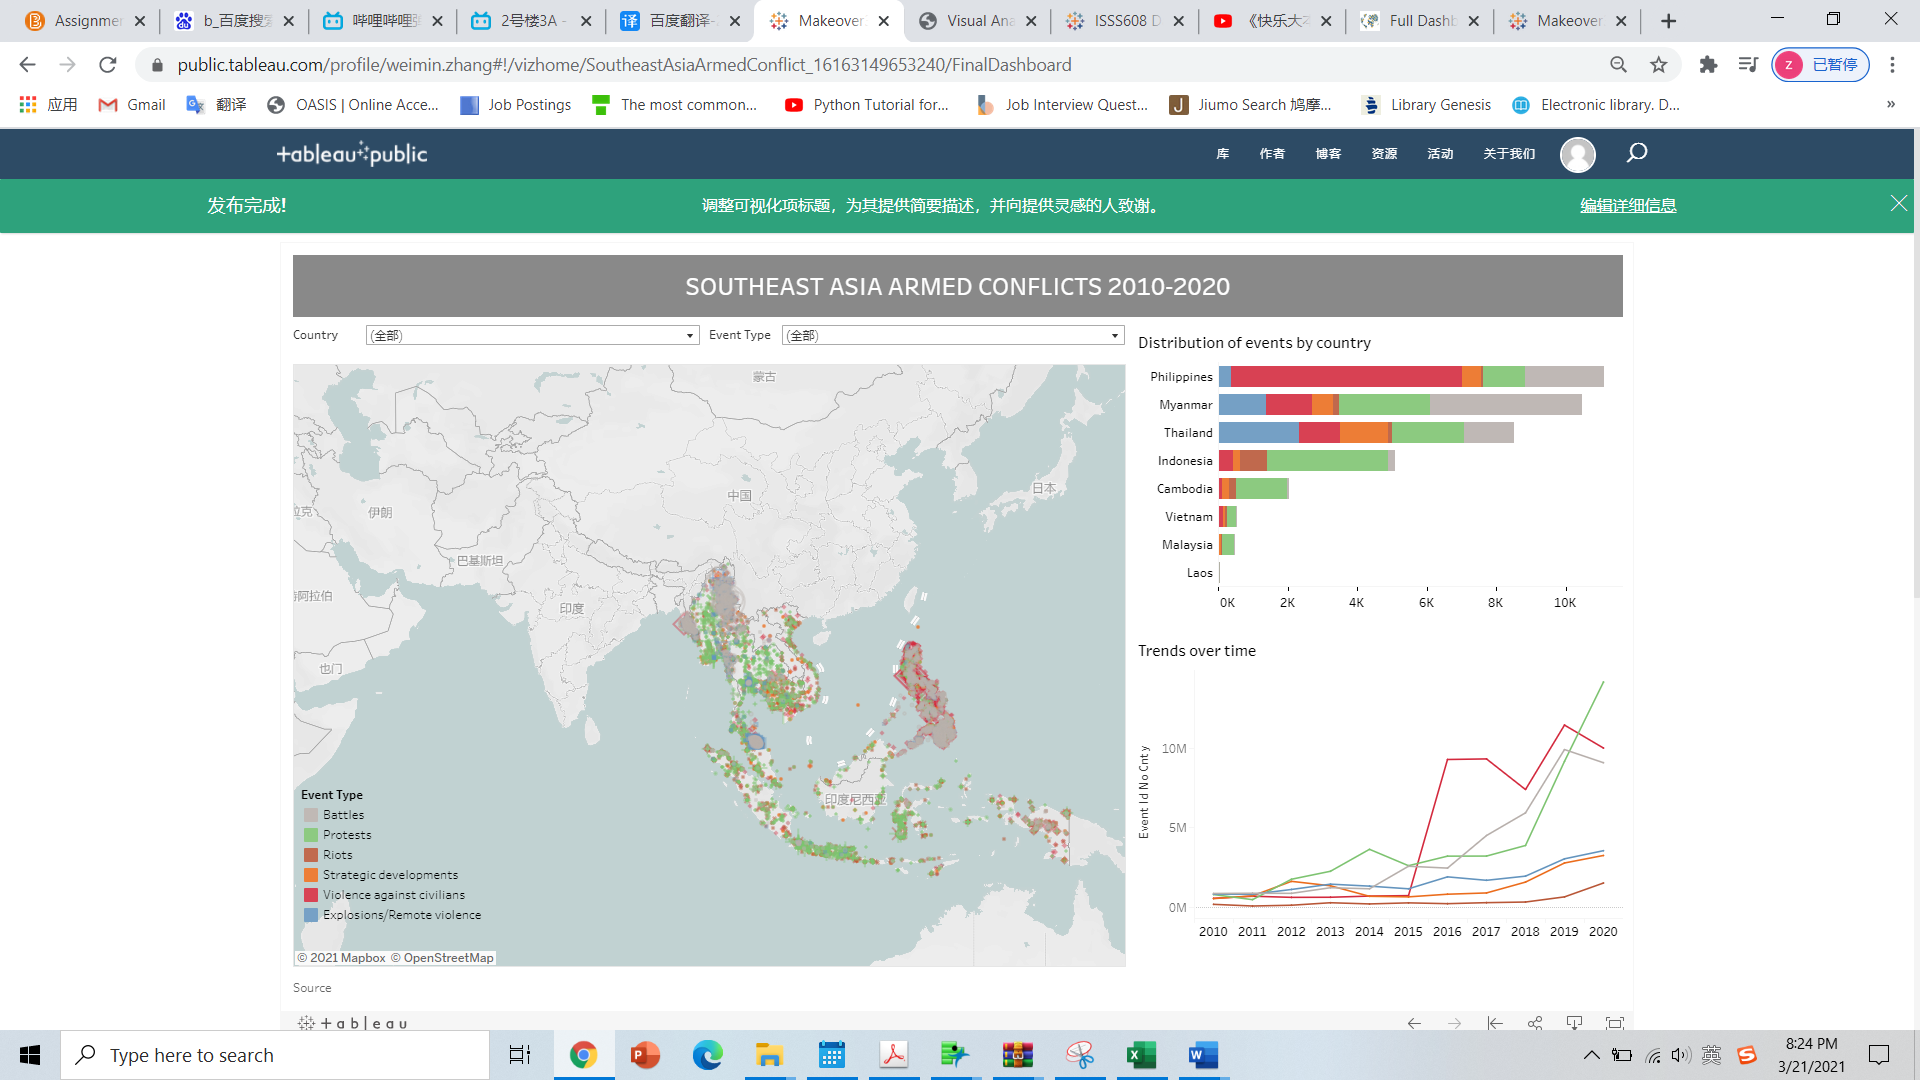 Assignmer
b_百度搜索
哔哩哔哩弹
2号楼3A -
百度翻译-
Makeover
Visual Ana
ISSS608 D
《快乐大本
Full Dashb
Makeover
public.tableau.com/profile/weimin.zhang#!/vizhome/SoutheastAsiaArmedConflict_16163149653240/FinalDashboard
z 已暂停
应用
Gmail
翻译
OASIS | Online Acce...
Job Postings
The most common...
Python Tutorial for...
Job Interview Quest...
Jiumo Search 鸠摩...
Library Genesis
Electronic library. D...
»
+ableau public
库
作者
博客
资源
活动
关于我们
发布完成!
调整可视化项标题，为其提供简要描述，并向提供灵感的人致谢。
编辑详细信息
SOUTHEAST ASIA ARMED CONFLICTS 2010-2020
Country
(全部)
Event Type
(全部)
蒙古
中国
日本
拉克
伊朗
巴基斯坦
特阿拉伯
印度
也门
印度尼西亚
Event Type
Battles
Protests
Riots
Strategic developments
Violence against civilians
Explosions/Remote violence
© 2021 Mapbox © OpenStreetMap
Distribution of events by country
Philippines
Myanmar
Thailand
Indonesia
Cambodia
Vietnam
Malaysia
Laos
0K 2K 4K 6K 8K 10K
Trends over time
Event Id No Cnty
10M
5M
0M
2010 2011 2012 2013 2014 2015 2016 2017 2018 2019 2020
Source
+ableau
Type here to search
英
8:24 PM
3/21/2021